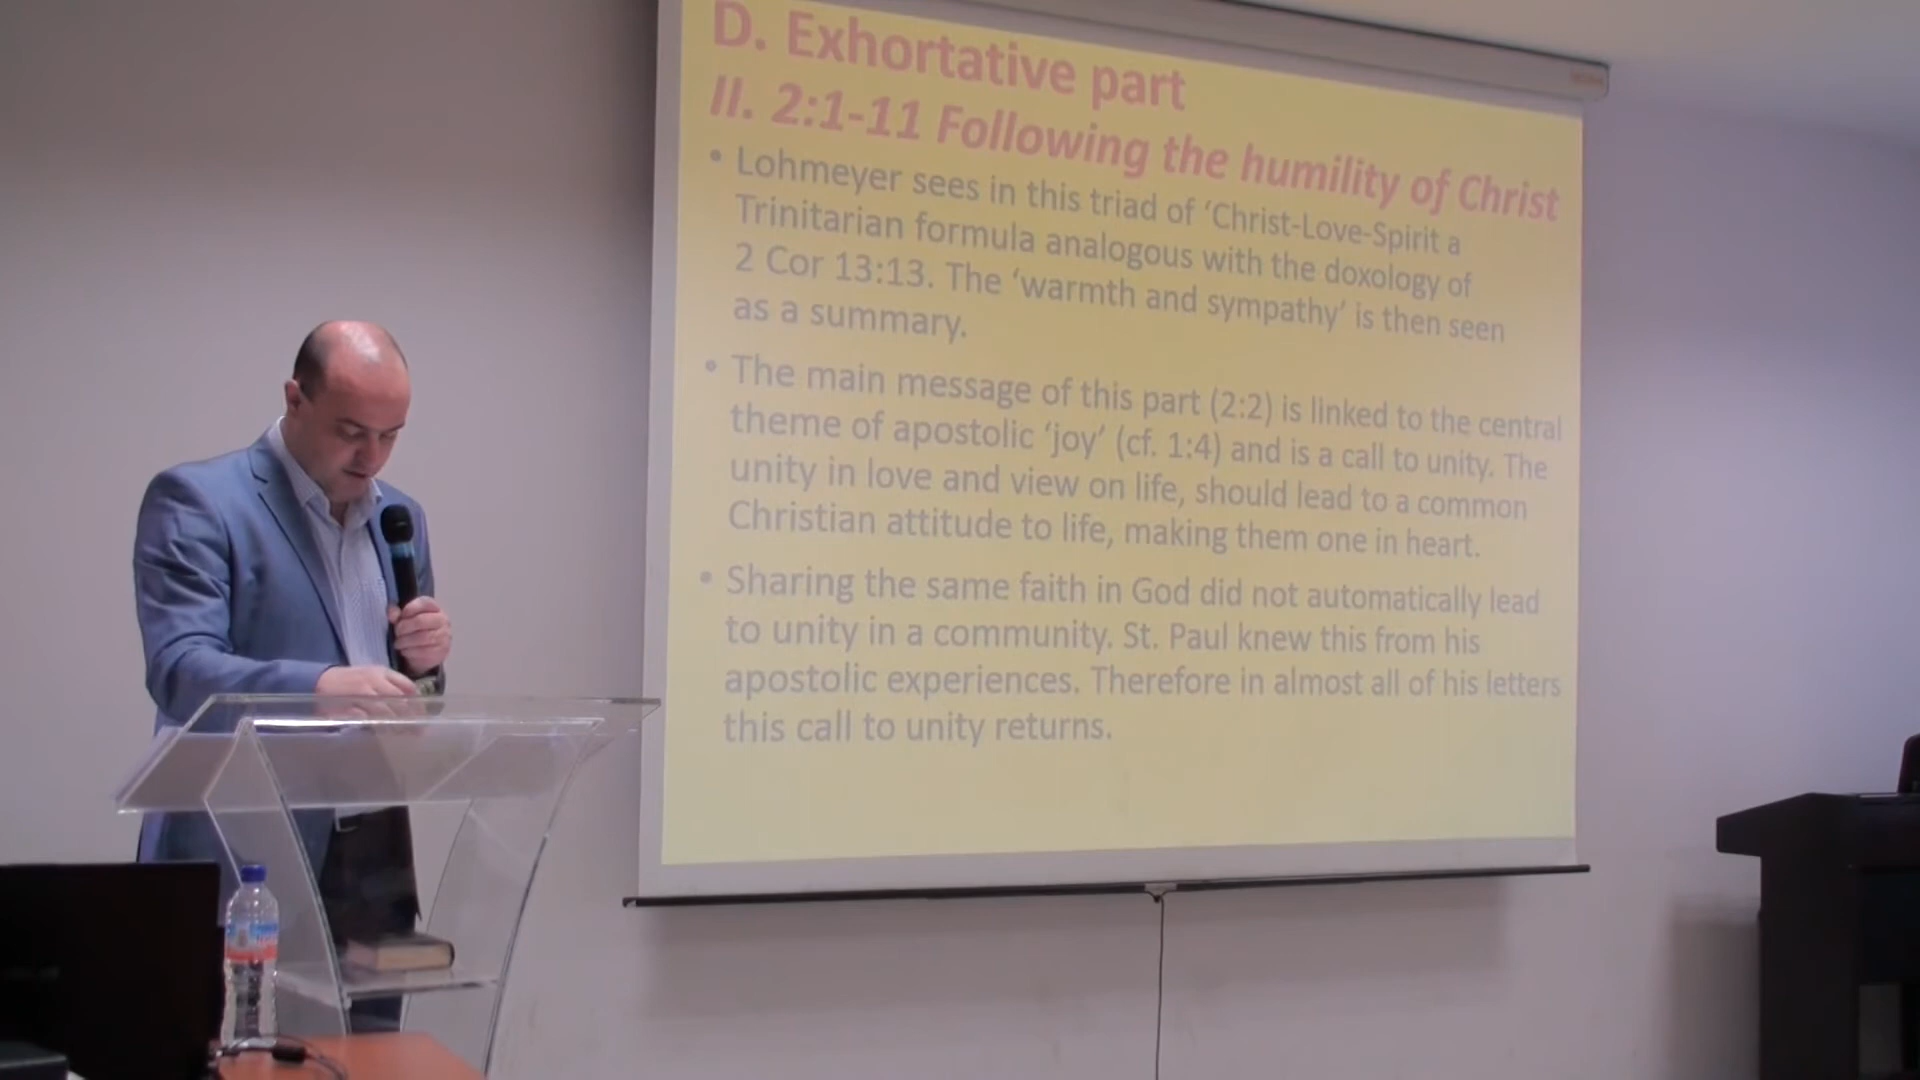 D. Exhortative part
II. 2:1-11 Following the humility of Christ
• Lohmeyer sees in this triad of ‘Christ-Love-Spirit a
Trinitarian formula analogous with the doxology of
2 Cor 13:13. The ‘warmth and sympathy’ is then seen
as a summary.
• The main message of this part (2:2) is linked to the central
theme of apostolic ‘joy’ (cf. 1:4) and is a call to unity. The
unity in love and view on life, should lead to a common
Christian attitude to life, making them one in heart.
• Sharing the same faith in God did not automatically lead
to unity in a community. St. Paul knew this from his
apostolic experiences. Therefore in almost all of his letters
this call to unity returns.